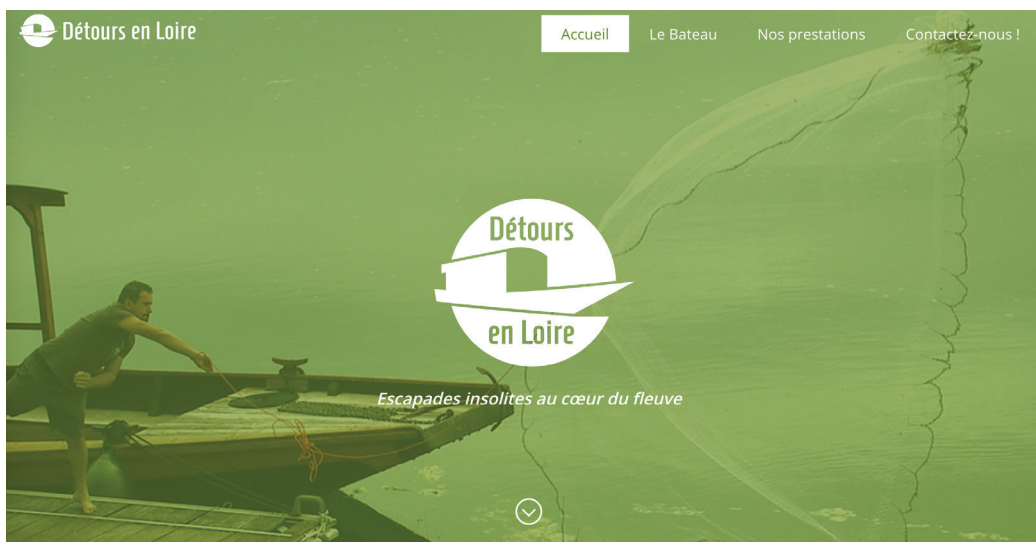 Détours en Loire
Accueil
Le Bateau
Nos prestations
Contactez-nous !
Détours
en Loire
Escapades insolites au cœur du fleuve